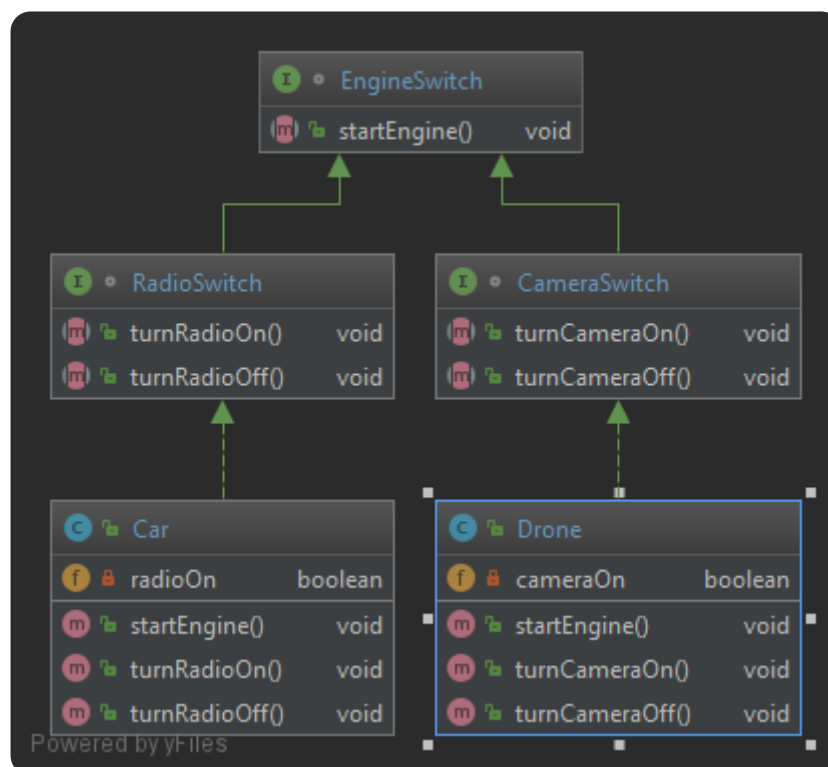 EngineSwitch
startEngine() void
RadioSwitch
turnRadioOn() void
turnRadioOff() void
CameraSwitch
turnCameraOn() void
turnCameraOff() void
Car
radioOn boolean
startEngine() void
turnRadioOn() void
turnRadioOff() void
Drone
cameraOn boolean
startEngine() void
turnCameraOn() void
turnCameraOff() void
Powered by yFiles